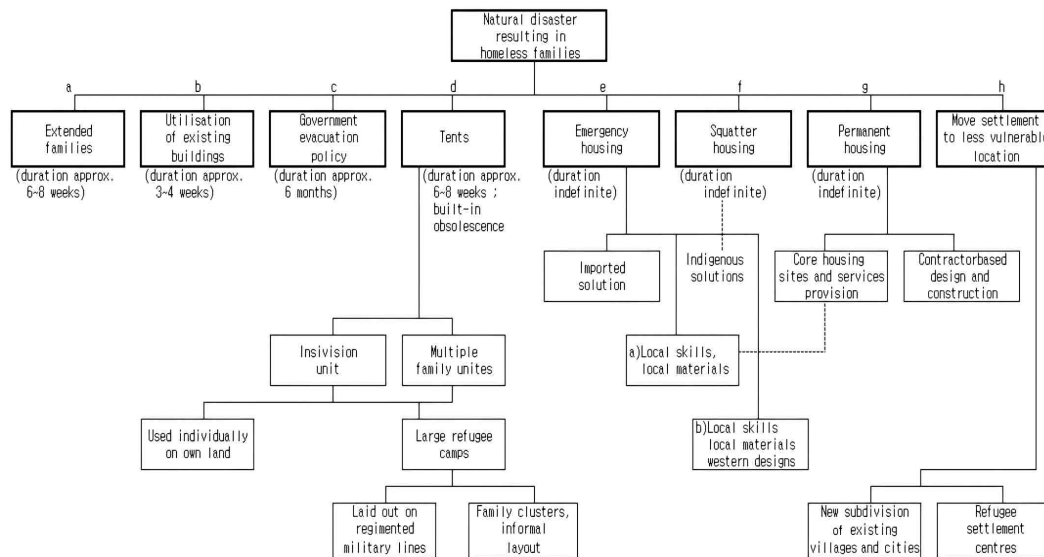 Natural disaster
resulting in
homeless families
a
b
c
d
e
f
g
h
Extended
families
Utilisation
of existing
buildings
Government
evacuation
policy
Tents
Emergency
housing
Squatter
housing
Permanent
housing
Move settlement
to less vulnerable
location
(duration approx.
6~8 weeks)
(duration approx.
3~4 weeks)
(duration approx.
6 months)
(duration approx.
6~8 weeks ;
built-in
obsolescence
(duration
indefinite)
(duration
indefinite)
(duration
indefinite)
Imported
solution
Indigenous
solutions
Core housing
sites and services
provision
Contractorbased
design and
construction
Insivision
unit
Multiple
family unites
a)Local skills,
local materials
Used individually
on own land
Large refugee
camps
b)Local skills
local materials
western designs
Laid out on
regimented
military lines
Family clusters,
informal
layout
New subdivision
of existing
villages and cities
Refugee
settlement
centres